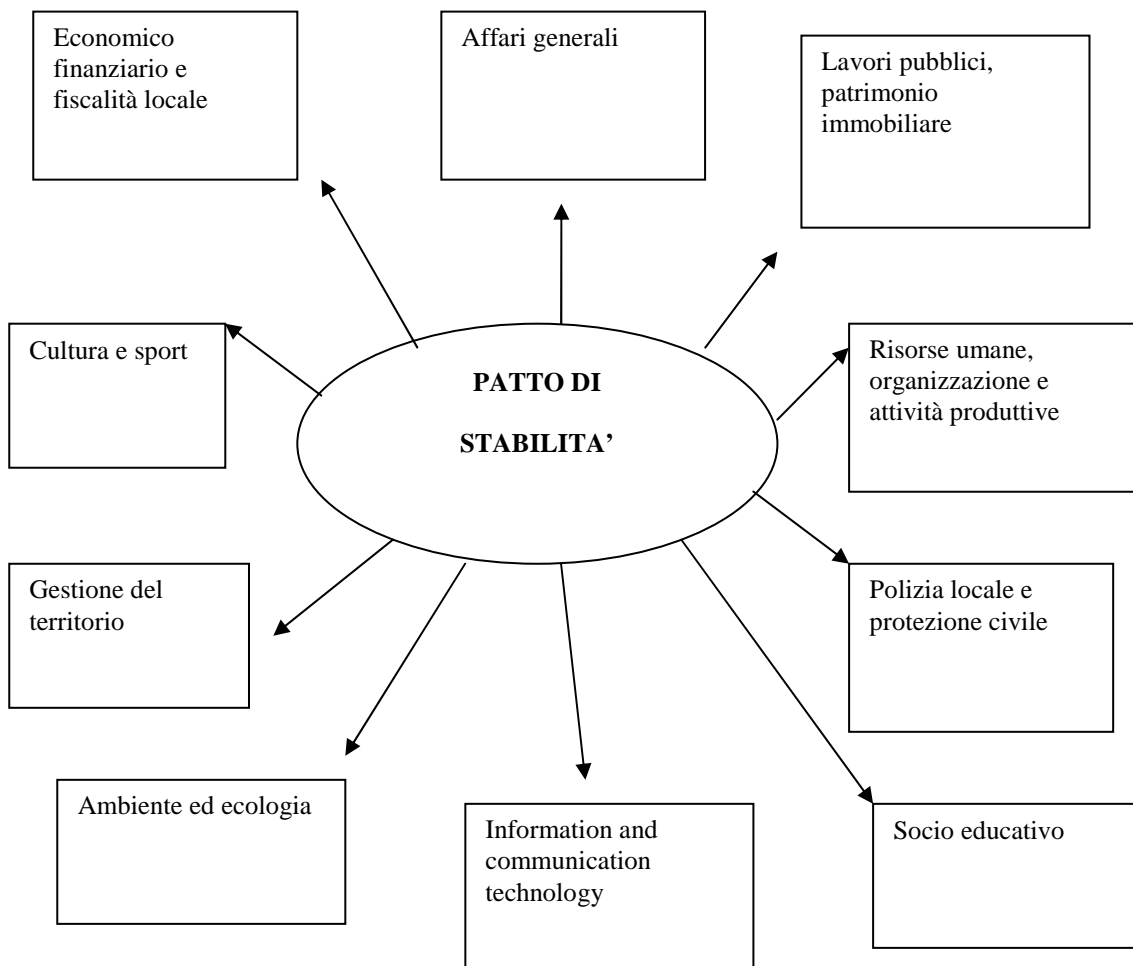 Economico
finanziario e
fiscalità locale
Affari generali
Lavori pubblici,
patrimonio
immobiliare
Cultura e sport
PATTO DI
STABILITA’
Risorse umane,
organizzazione e
attività produttive
Gestione del
territorio
Polizia locale e
protezione civile
Ambiente ed ecologia
Information and
communication
technology
Socio educativo